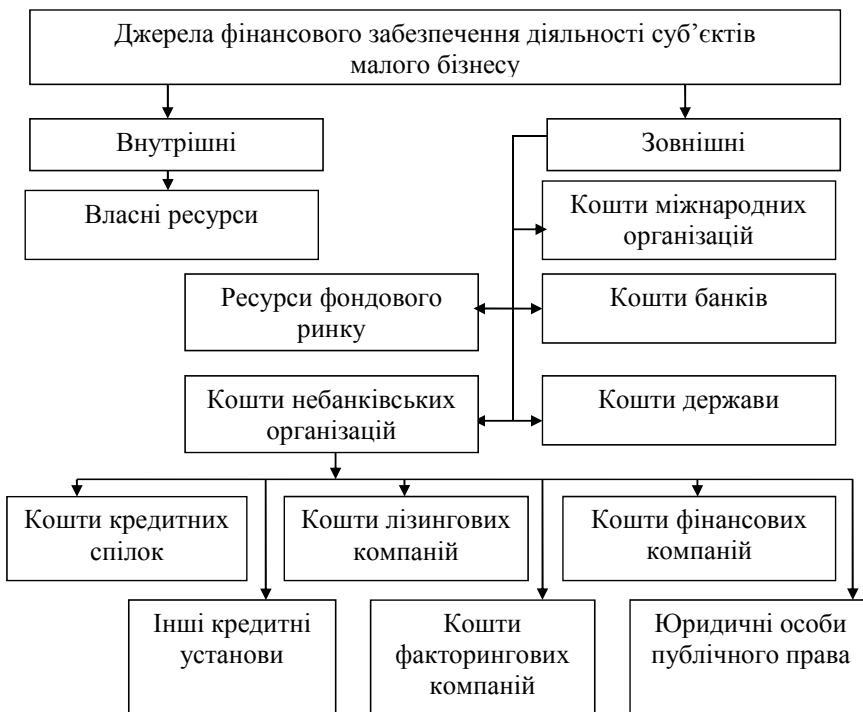 Джерела фінансового забезпечення діяльності суб’єктів
малого бізнесу
Внутрішні
Зовнішні
Власні ресурси
Кошти міжнародних
організацій
Ресурси фондового
ринку
Кошти банків
Кошти небанківських
організацій
Кошти держави
Кошти кредитних
спілок
Кошти лізингових
компаній
Кошти фінансових
компаній
Інші кредитні
установи
Кошти
факторингових
компаній
Юридичні особи
публічного права